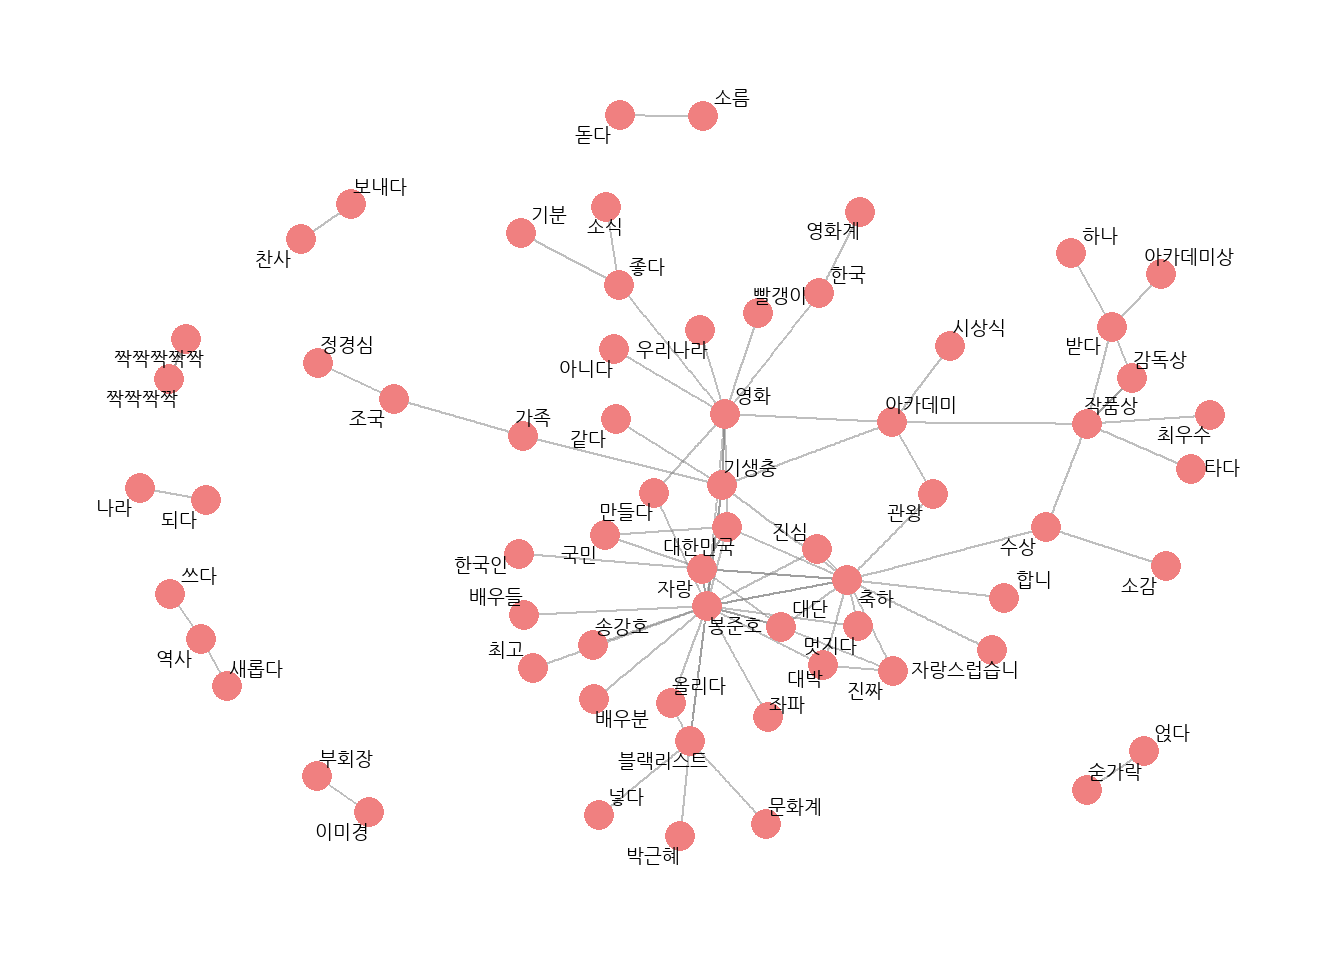 소름
돋다
보내다
찬사
기분
소식
영화계
좋다
한국
하나
아카데미상
빨갱이
시상식
우리나라
짝짝짝짝짝
정경심
아니다
받다
감독상
짝짝짝짝
조국
가족
영화
아카데미
작품상
같다
최우수
기생충
타다
나라
되다
만들다
관왕
국민
대한민국
진심
수상
한국인
쓰다
자랑
합니
소감
배우들
축하
대단
역사
최고
송강호
봉준호
멋지다
새롭다
대박
진짜
자랑스럽습니
올리다
배우분
좌파
블랙리스트
부회장
얹다
숟가락
이미경
넣다
문화계
박근혜